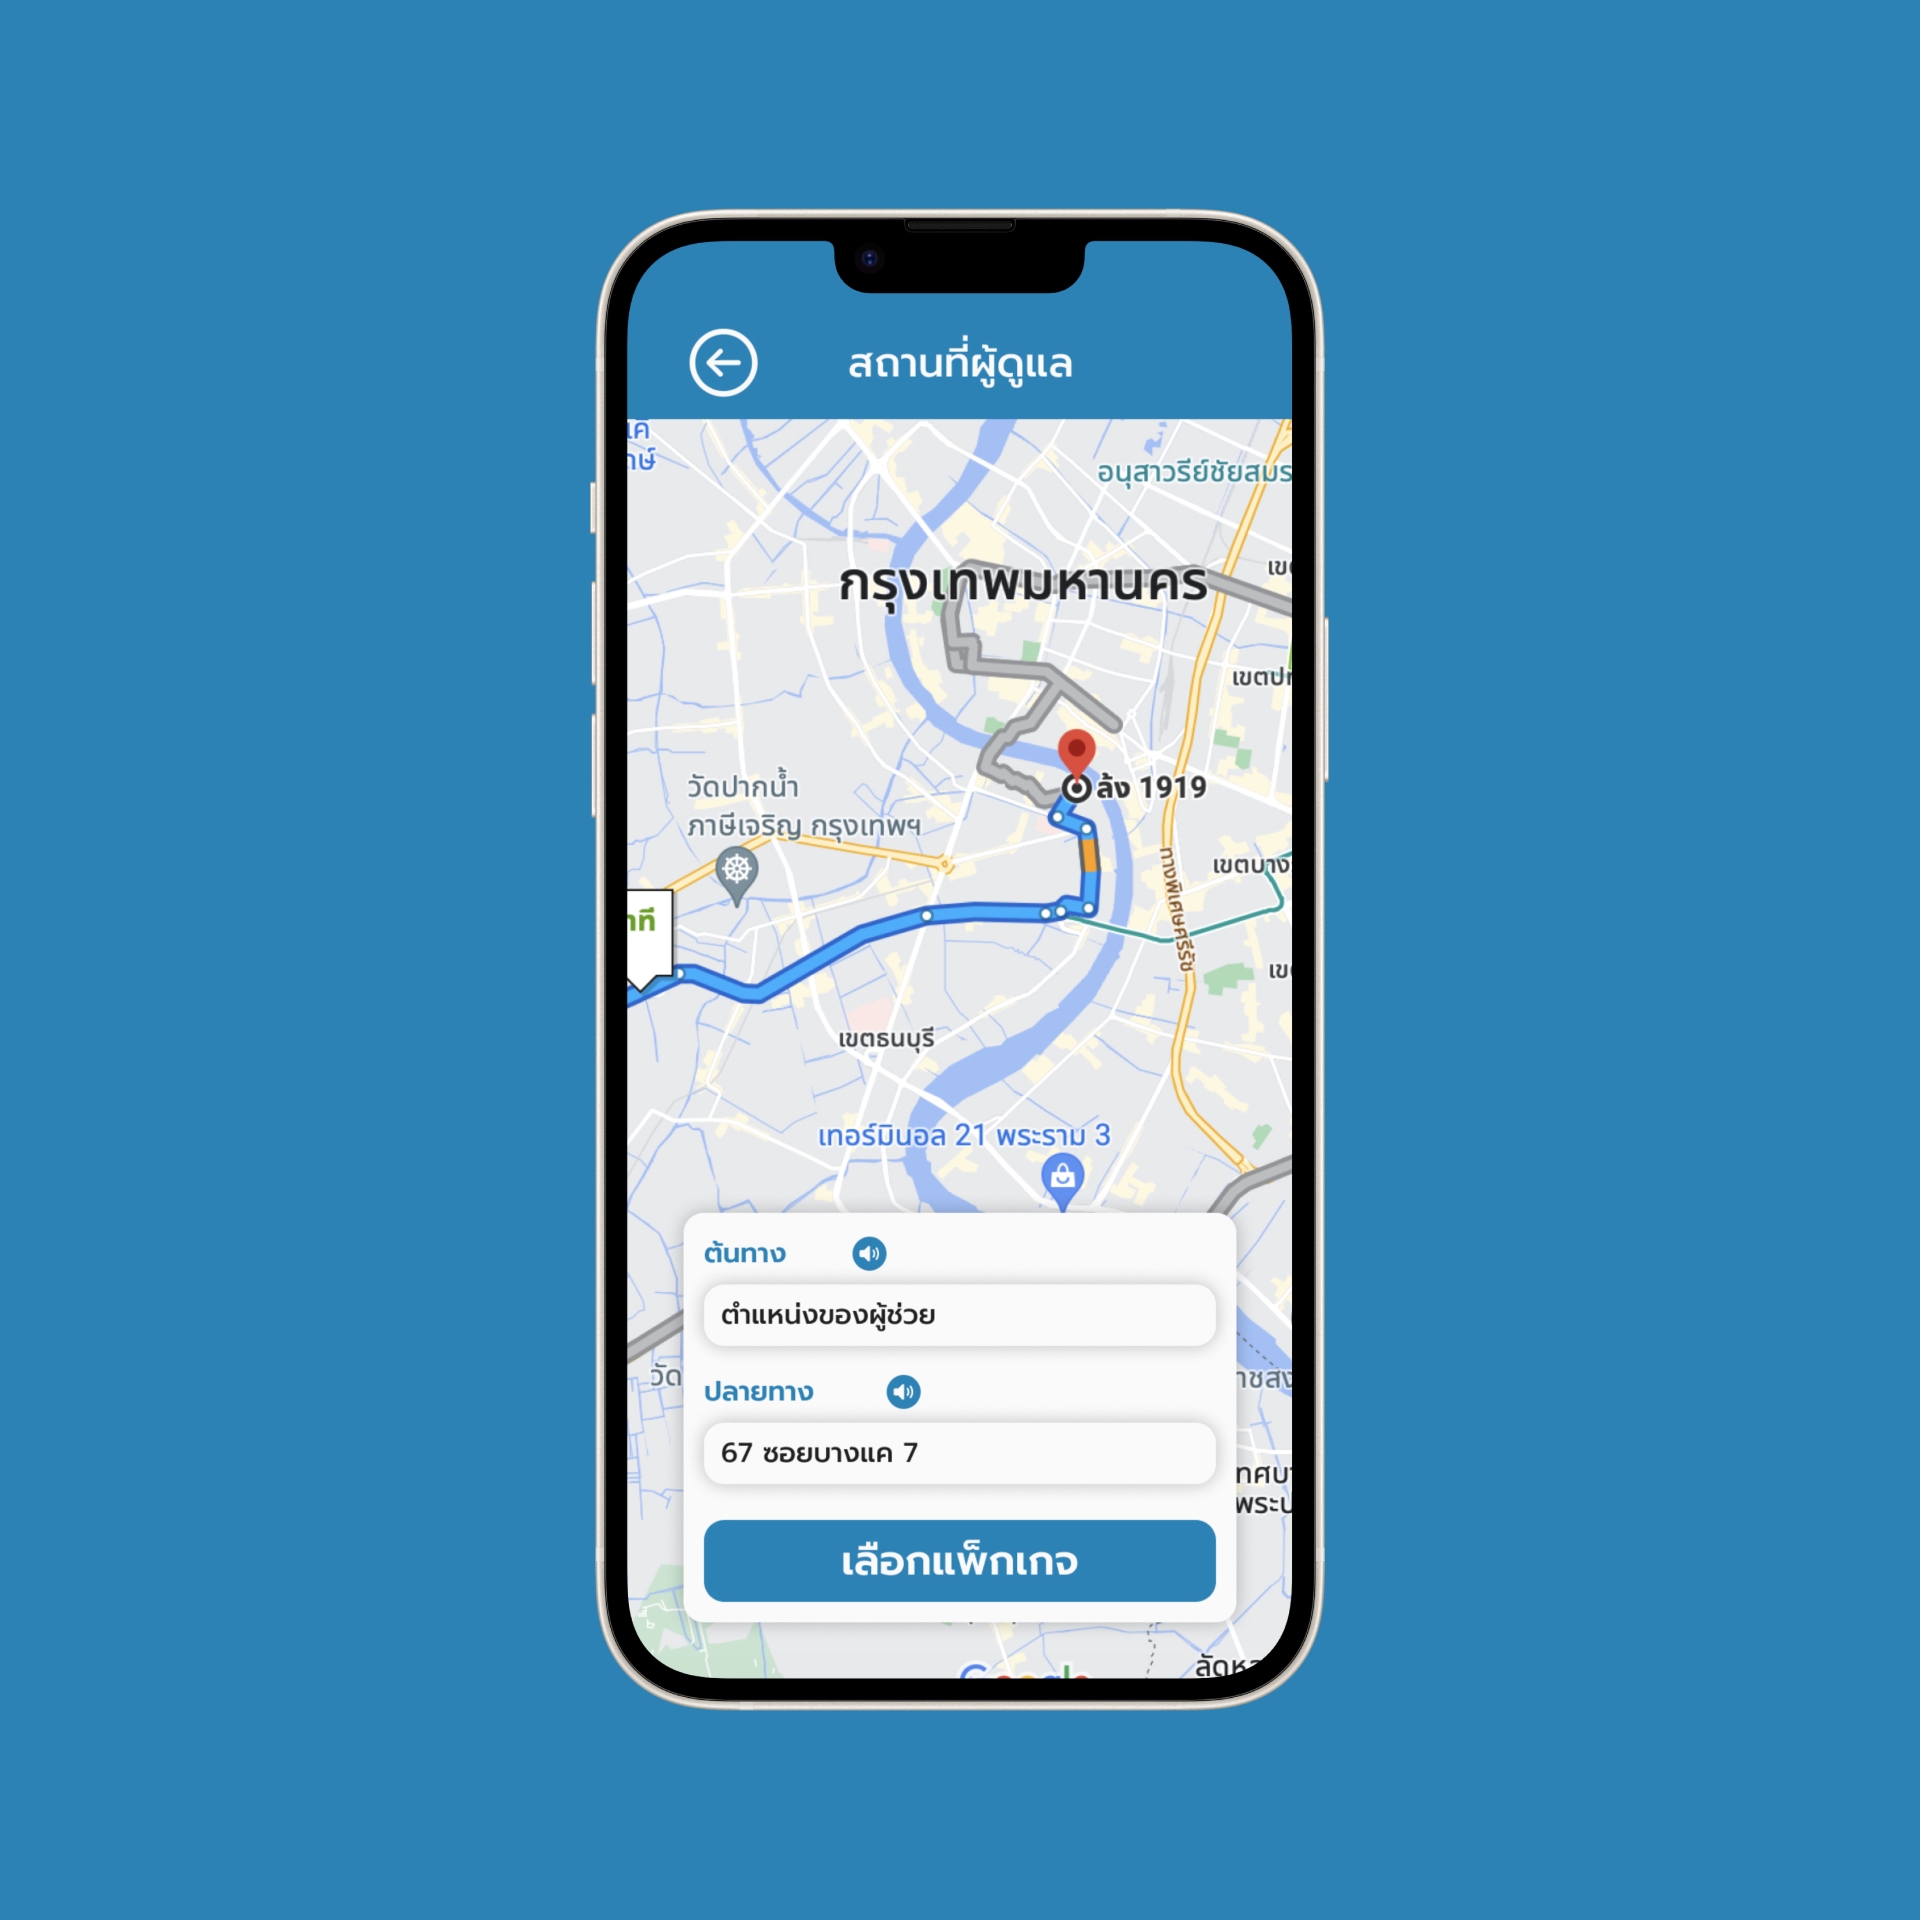 สถานที่ผู้ดูแล
อนุสาวรีย์ชัยสมร
กรุงเทพมหานคร
วัดปากน้ำ
ภาษีเจริญ กรุงเทพฯ
ล้ง 1919
เขตบาง
ทางพิเศษศรีรัช
เขตธนบุรี
เทอร์มินอล 21 พระราม 3
ต้นทาง
ตำแหน่งของผู้ช่วย
ปลายทาง
67 ซอยบางแค 7
วัด
เลือกแพ็กเกจ
Google